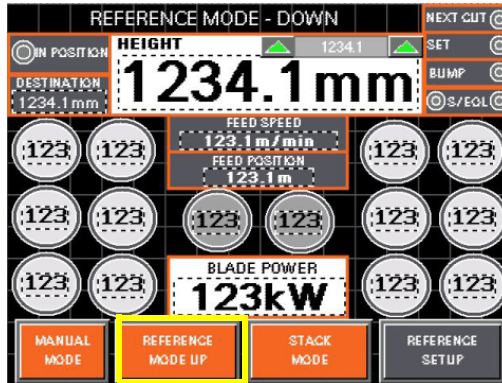 REFERENCE MODE - DOWN
NEXT CUT
IN POSITION
HEIGHT
1234.1
SET
DESTINATION
1234.1mm
1234.1mm
BUMP
S/EOL
FEED SPEED
123.1m/min
FEED POSITION
123.1m
123 123 123 123
123 123 123 123 123 123
BLADE POWER
123 123 123kW 123 123
MANUAL
MODE
REFERENCE
MODE UP
STACK
MODE
REFERENCE
SETUP